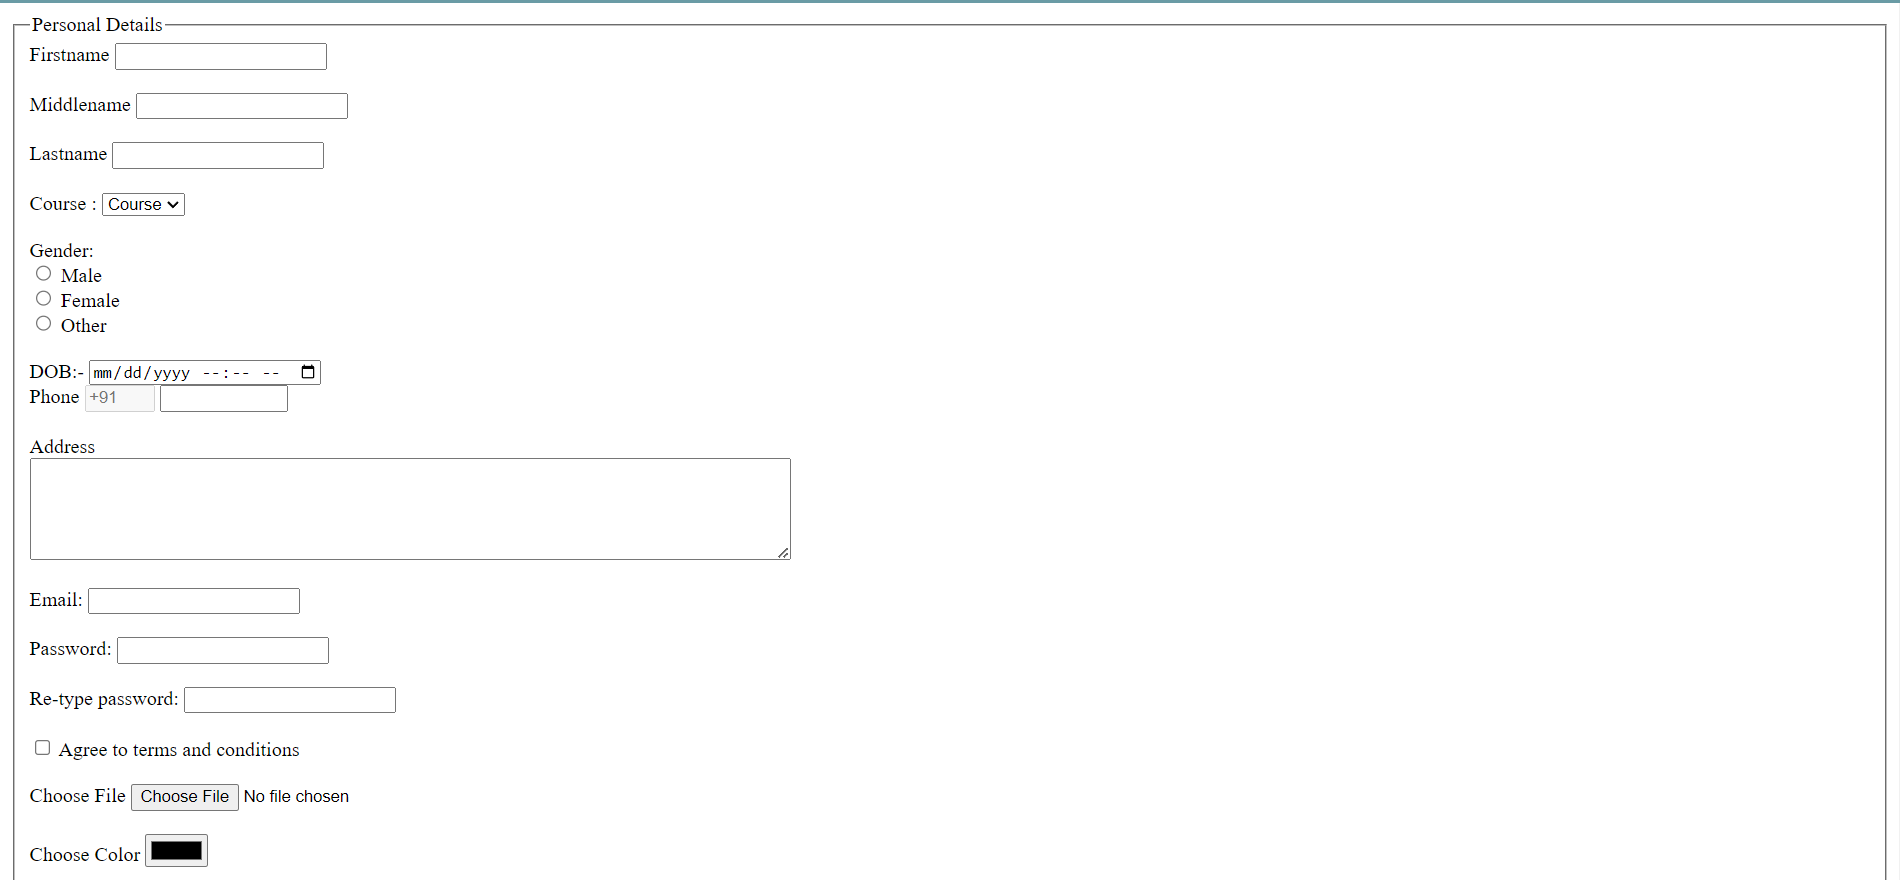 Personal Details
Firstname
Middlename
Lastname
Course : Course
Gender:
Male
Female
Other
DOB:- mm/dd/yyyy --:-- --
Phone +91
Address
Email:
Password:
Re-type password:
Agree to terms and conditions
Choose File Choose File No file chosen
Choose Color